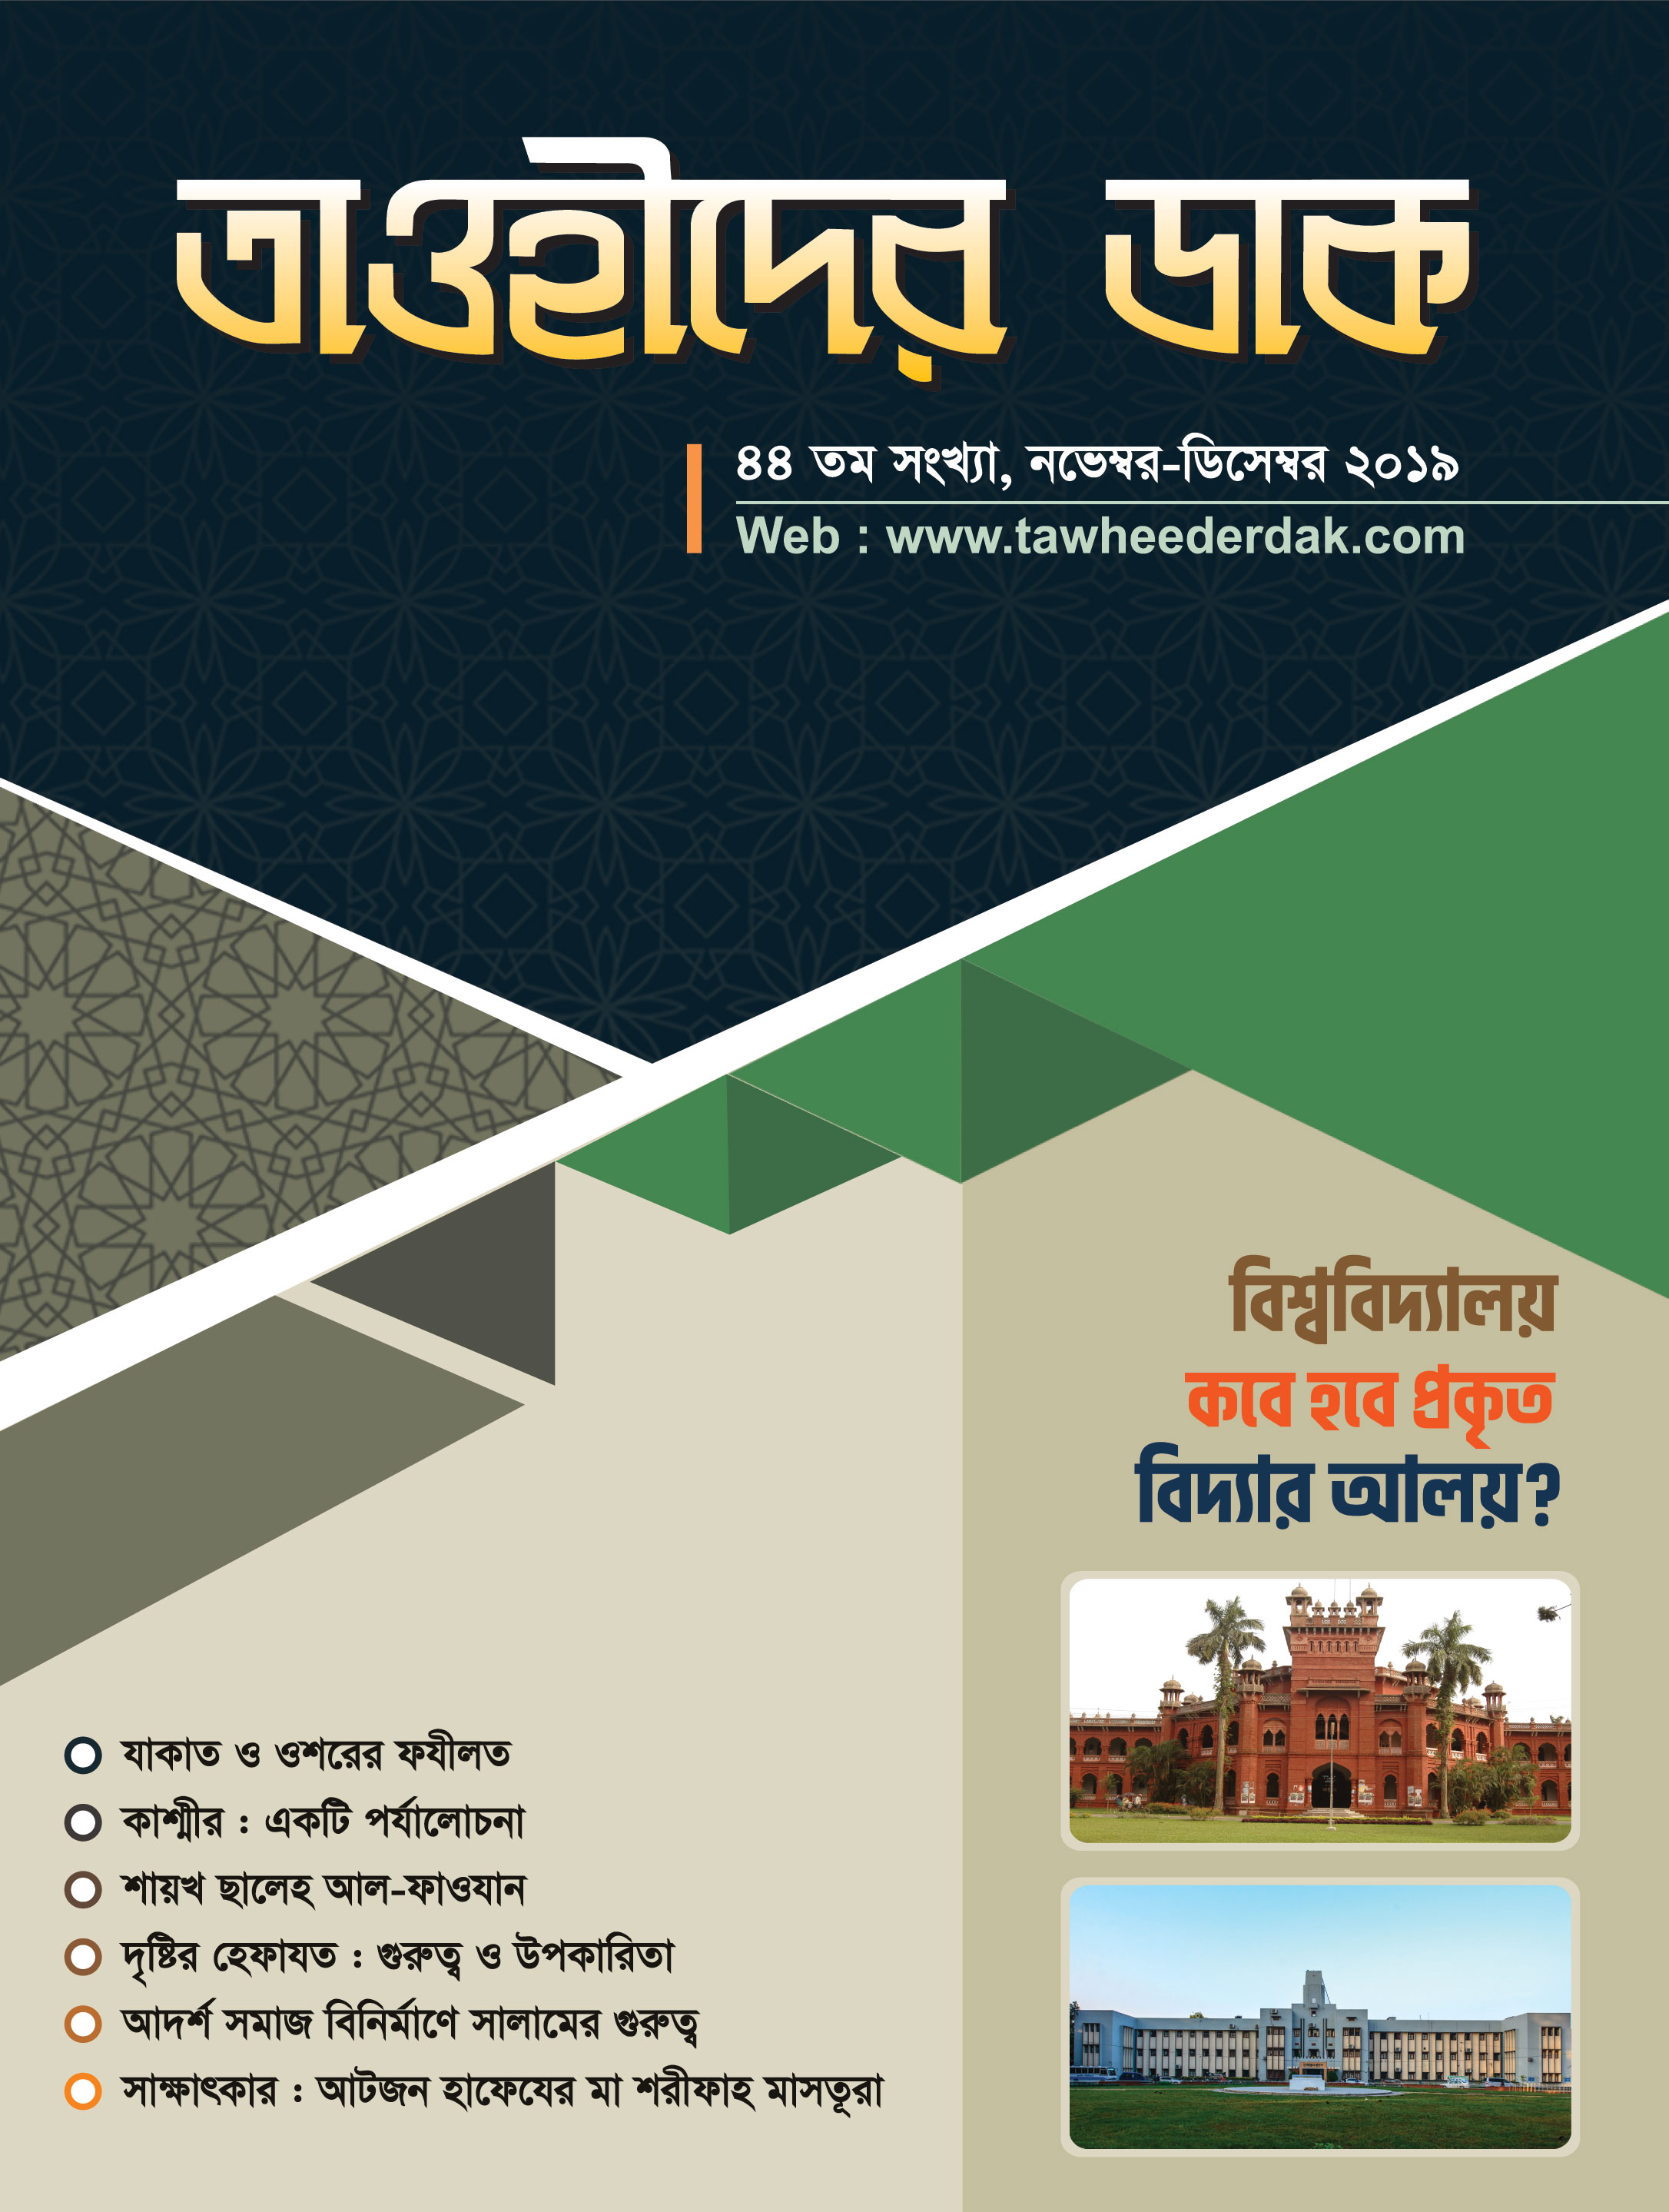 তাওহীদের ডাক
৪৪ তম সংখ্যা, নভেম্বর-ডিসেম্বর ২০১৯
Web : www.tawheederdak.com
বিশ্ববিদ্যালয়
কবে হবে প্রকৃত
বিদ্যার আলয়?
যাকাত ও ওশরের ফযীলত
কাশ্মীর : একটি পর্যালোচনা
শায়খ ছালেহ আল-ফাওযান
দৃষ্টির হেফাযত : গুরুত্ব ও উপকারিতা
আদর্শ সমাজ বিনির্মাণে সালামের গুরুত্ব
সাক্ষাৎকার : আটজন হাফেযের মা শরীফাহ মাসতূরা